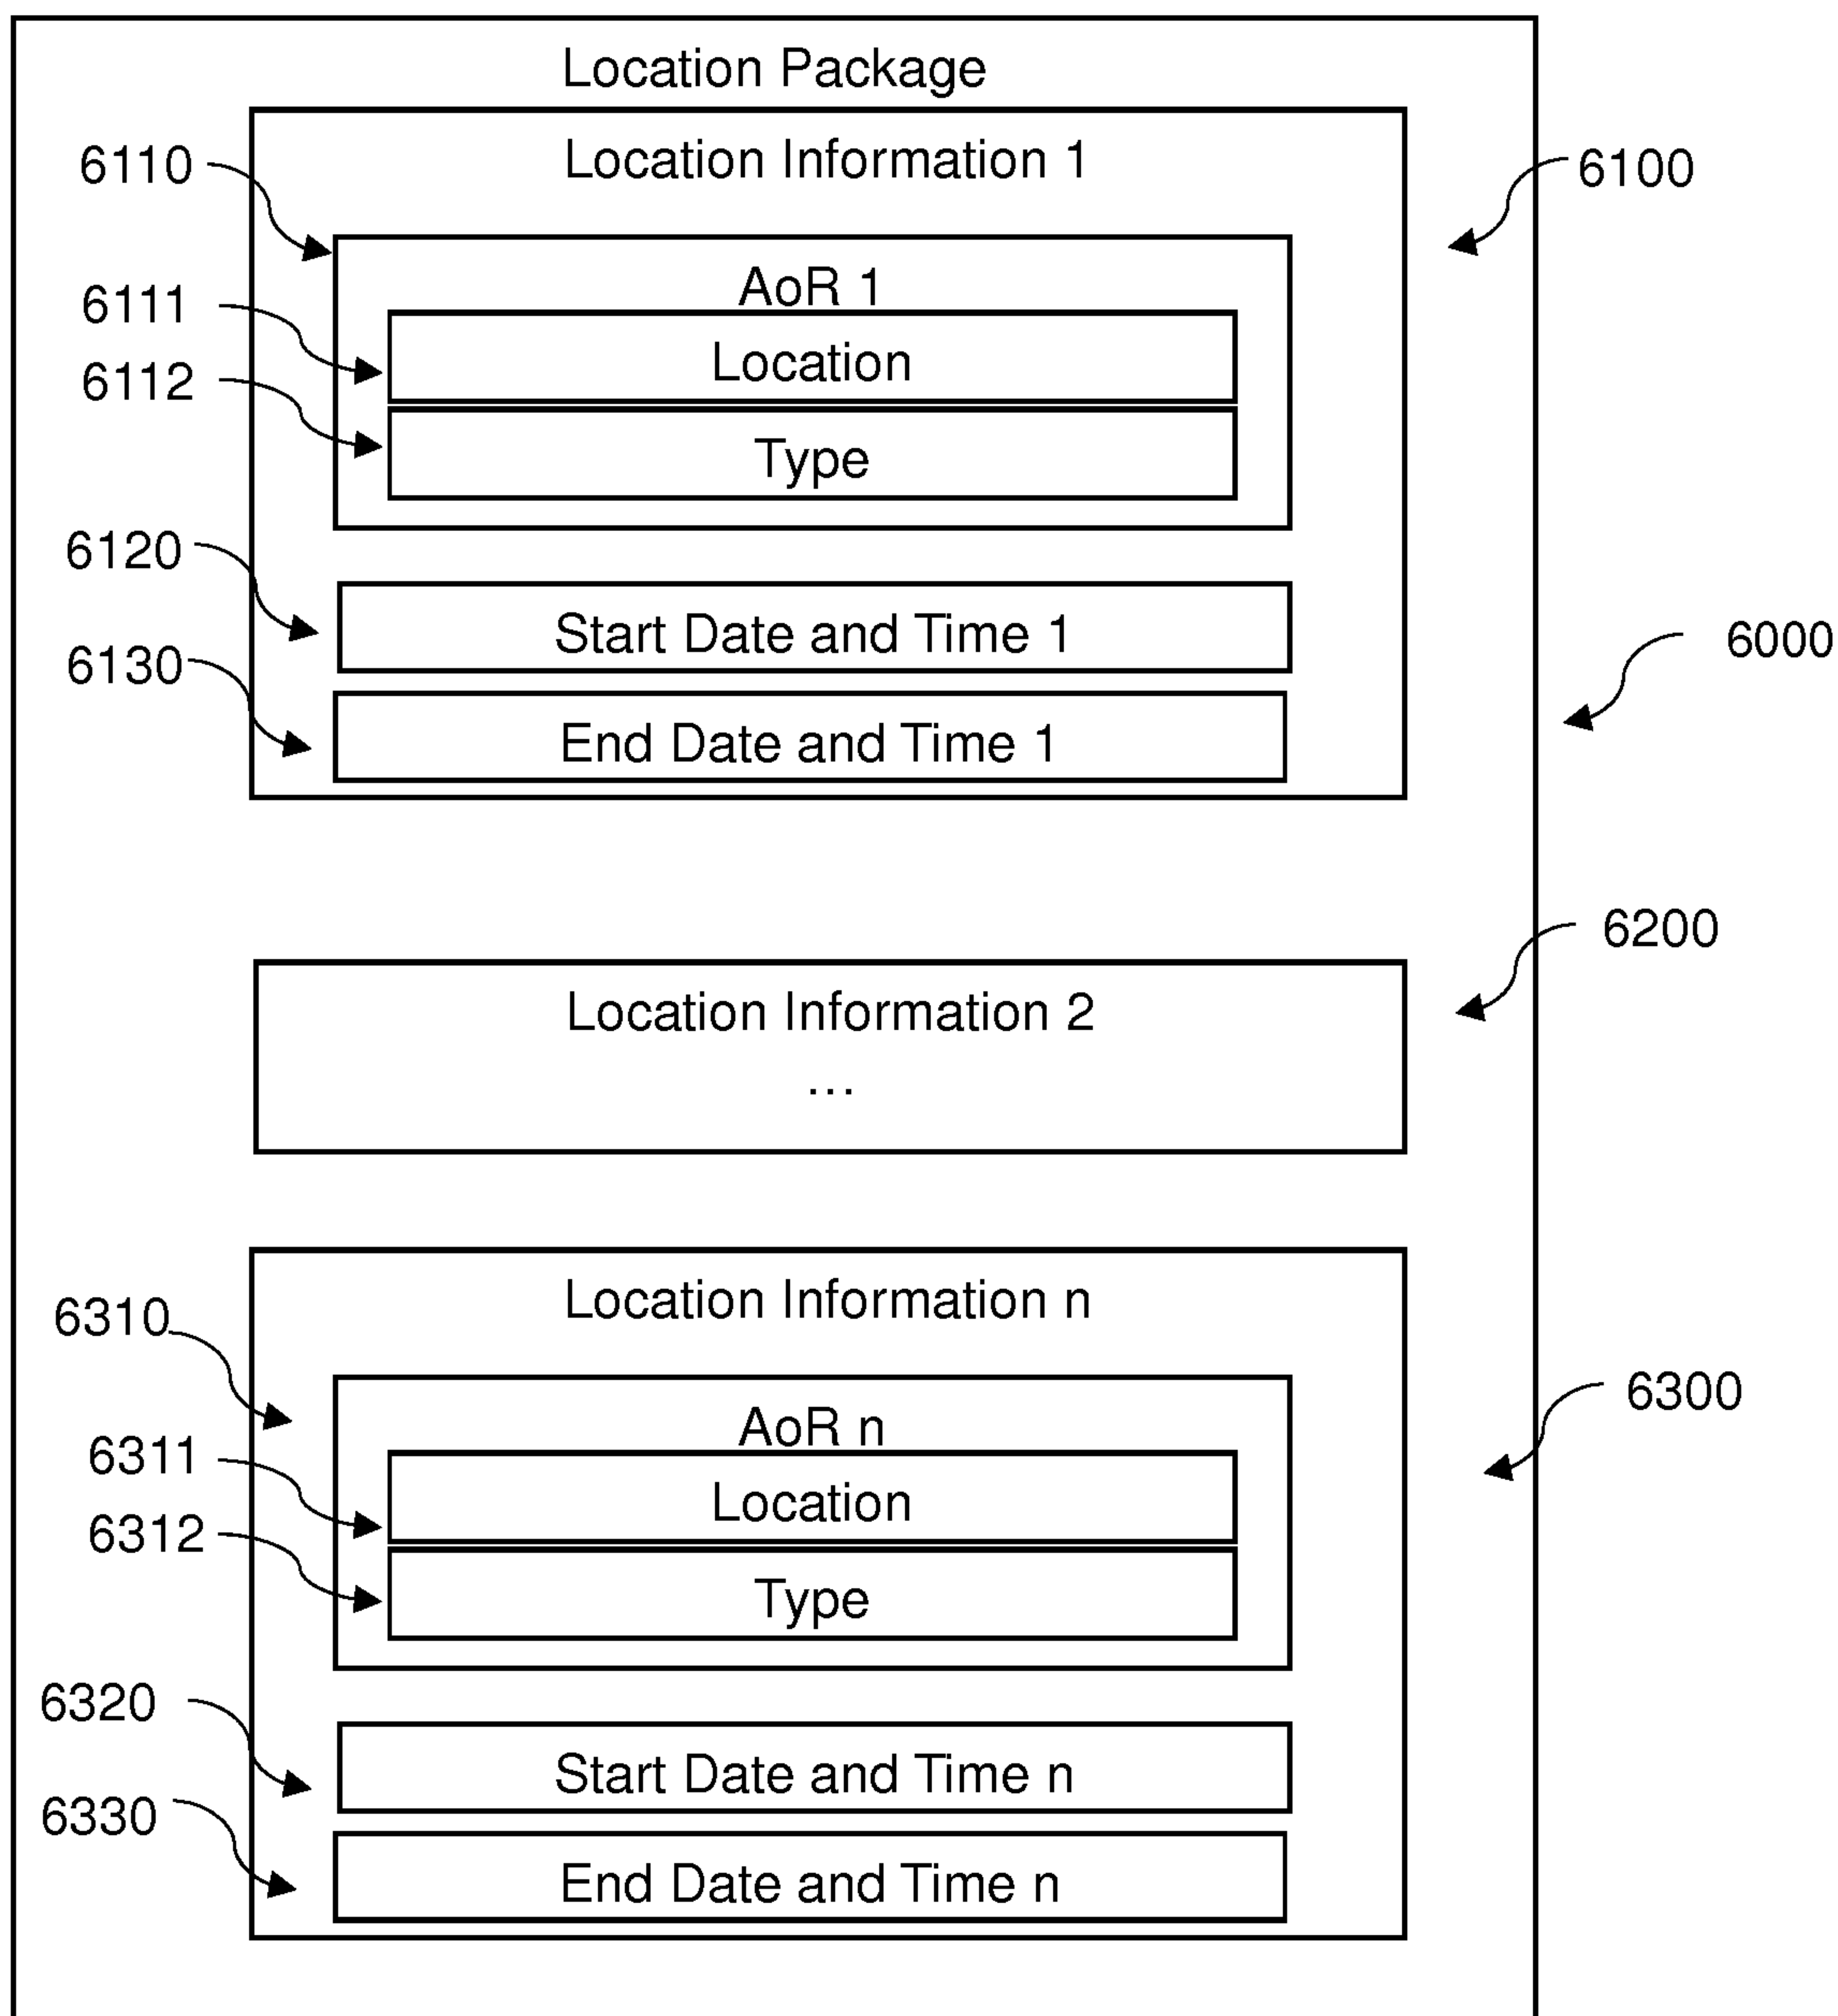 Location Package
Location Information 1
6110
6100
AoR 1
6111
Location
6112
Type
6120
Start Date and Time 1
6000
6130
End Date and Time 1
6200
Location Information 2
...
Location Information n
6310
6300
AoR n
6311
Location
6312
Type
6320
Start Date and Time n
6330
End Date and Time n